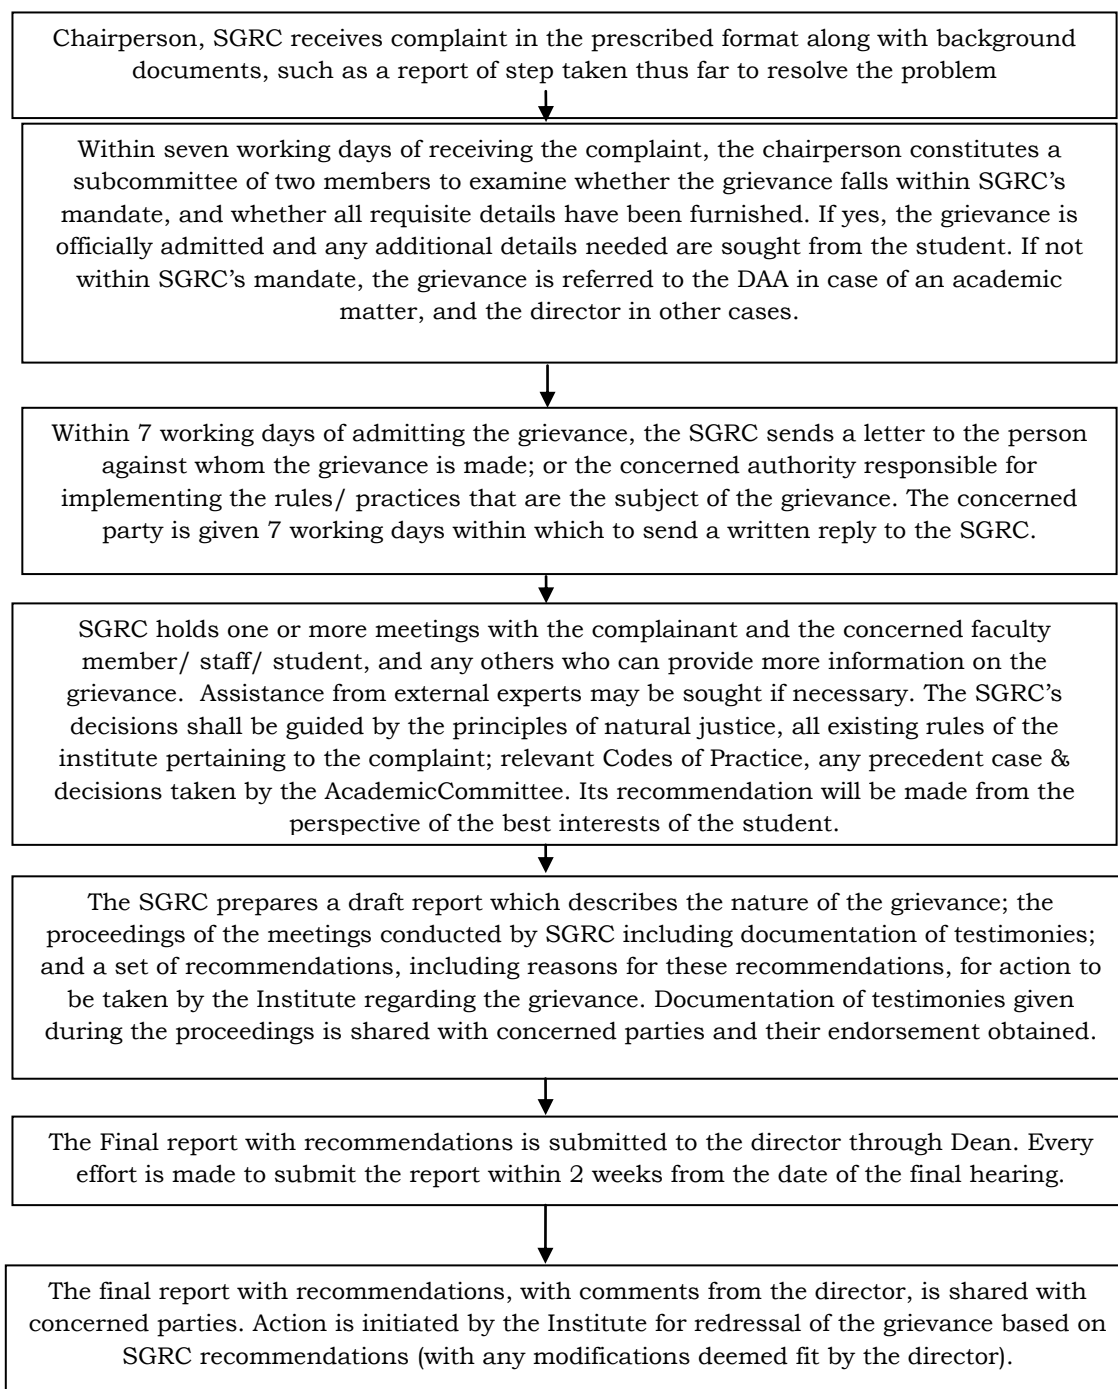 Chairperson, SGRC receives complaint in the prescribed format along with background
documents, such as a report of step taken thus far to resolve the problem
Within seven working days of receiving the complaint, the chairperson constitutes a
subcommittee of two members to examine whether the grievance falls within SGRC’s
mandate, and whether all requisite details have been furnished. If yes, the grievance is
officially admitted and any additional details needed are sought from the student. If not
within SGRC’s mandate, the grievance is referred to the DAA in case of an academic
matter, and the director in other cases.
Within 7 working days of admitting the grievance, the SGRC sends a letter to the person
against whom the grievance is made; or the concerned authority responsible for
implementing the rules/ practices that are the subject of the grievance. The concerned
party is given 7 working days within which to send a written reply to the SGRC.
SGRC holds one or more meetings with the complainant and the concerned faculty
member/ staff/ student, and any others who can provide more information on the
grievance.  Assistance from external experts may be sought if necessary. The SGRC’s
decisions shall be guided by the principles of natural justice, all existing rules of the
institute pertaining to the complaint; relevant Codes of Practice, any precedent case &
decisions taken by the AcademicCommittee. Its recommendation will be made from the
perspective of the best interests of the student.
The SGRC prepares a draft report which describes the nature of the grievance; the
proceedings of the meetings conducted by SGRC including documentation of testimonies;
and a set of recommendations, including reasons for these recommendations, for action to
be taken by the Institute regarding the grievance. Documentation of testimonies given
during the proceedings is shared with concerned parties and their endorsement obtained.
The Final report with recommendations is submitted to the director through Dean. Every
effort is made to submit the report within 2 weeks from the date of the final hearing.
The final report with recommendations, with comments from the director, is shared with
concerned parties. Action is initiated by the Institute for redressal of the grievance based on
SGRC recommendations (with any modifications deemed fit by the director).